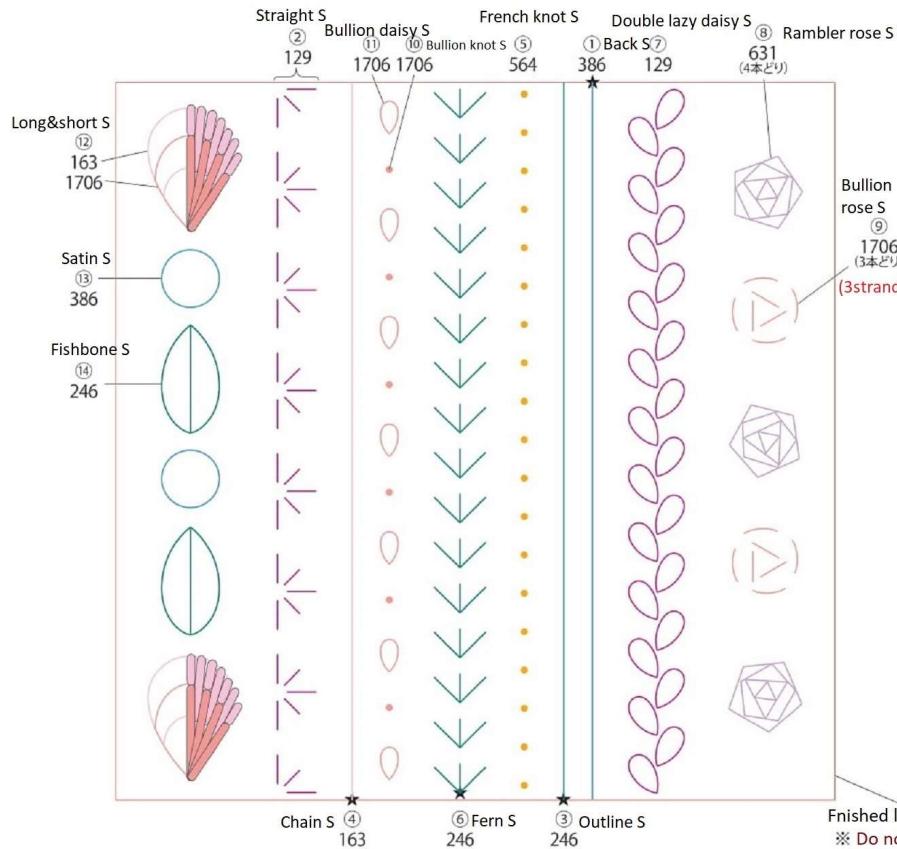 Straight S
②
129
Bullion daisy S
⑪
1706
⑩
1706
Bullion knot S
French knot S
⑤
564
①
386
Back S
Double lazy daisy S
⑦
129
⑧
631
(4本どり)
Rambler rose S
Long&short S
⑫
163
1706
Bullion
rose S
⑨
1706
(3本どり
(3stran
Satin S
⑬
386
Fishbone S
⑭
246
Chain S
④
163
⑥
246
Fern S
③
246
Outline S
Fnished l
※ Do no